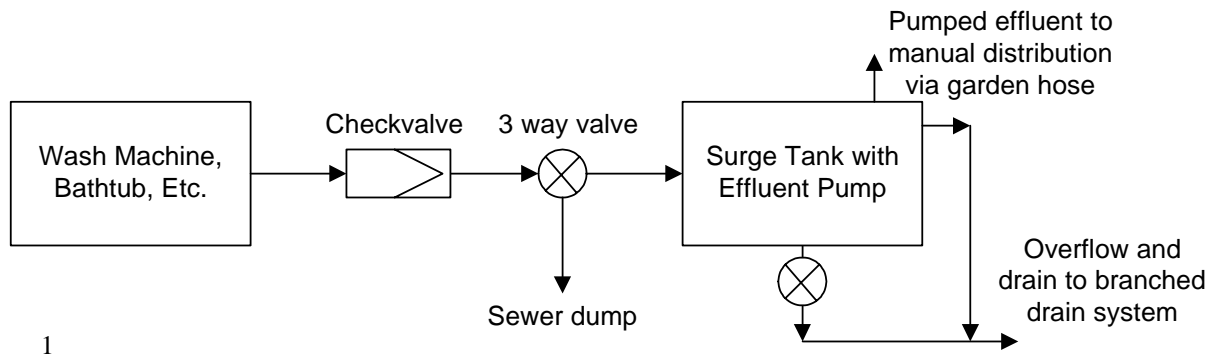 Pumped effluent to
manual distribution
via garden hose
Checkvalve
3 way valve
Wash Machine,
Bathtub, Etc.
Surge Tank with
Effluent Pump
Overflow and
drain to branched
drain system
Sewer dump
1